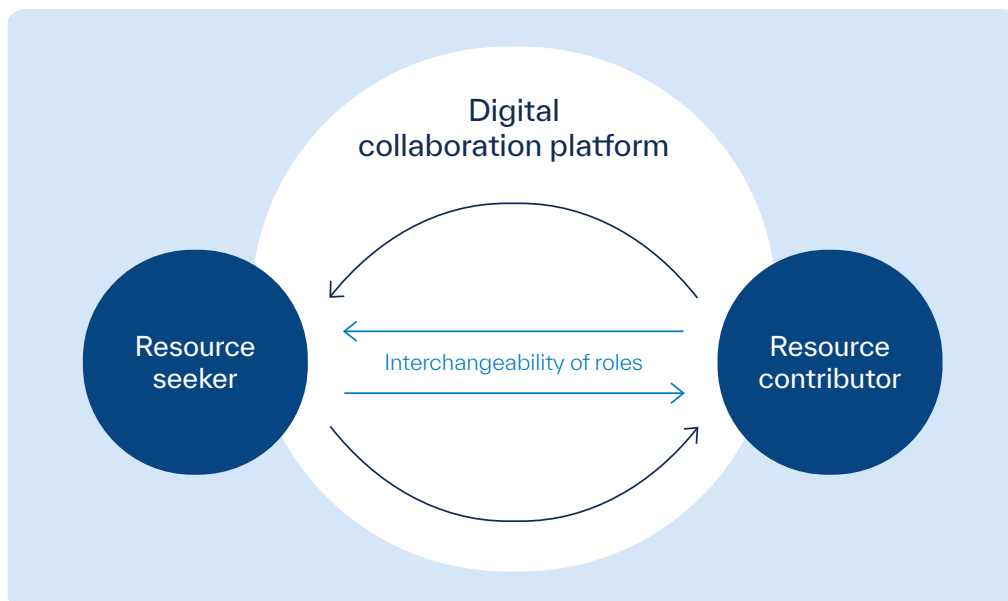 Digital
collaboration platform
Resource
seeker
Interchangeability of roles
Resource
contributor